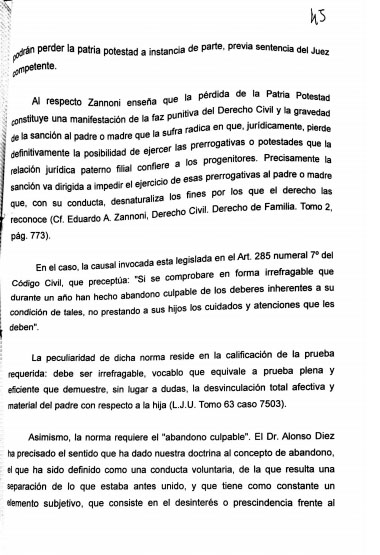 45
podrán perder la patria potestad a instancia de parte, previa sentencia del Juez
competente.
Al respecto Zannoni enseña que la pérdida de la Patria Potestad
constituye una manifestación de la faz punitiva del Derecho Civil y la gravedad
de la sanción al padre o madre que la sufra radica en que, jurídicamente, pierde
definitivamente la posibilidad de ejercer las prerrogativas o potestades que la
relación jurídica paterno filial confiere a los progenitores. Precisamente la
sanción va dirigida a impedir el ejercicio de esas prerrogativas al padre o madre
que, con su conducta, desnaturaliza los fines por los que el derecho las
reconoce (Cf. Eduardo A. Zannoni, Derecho Civil. Derecho de Familia. Tomo 2,
pág. 773).
En el caso, la causal invocada esta legislada en el Art. 285 numeral 7º del
Código Civil, que preceptúa: "Si se comprobare en forma irrefragable que
durante un año han hecho abandono culpable de los deberes inherentes a su
condición de tales, no prestando a sus hijos los cuidados y atenciones que les
deben".
La peculiaridad de dicha norma reside en la calificación de la prueba
requerida: debe ser irrefragable, vocablo que equivale a prueba plena y
eficiente que demuestre, sin lugar a dudas, la desvinculación total afectiva y
material del padre con respecto a la hija (L.J.U. Tomo 63 caso 7503).
Asimismo, la norma requiere el "abandono culpable". El Dr. Alonso Diez
ha precisado el sentido que ha dado nuestra doctrina al concepto de abandono,
el que ha sido definido como una conducta voluntaria, de la que resulta una
separación de lo que estaba antes unido, y que tiene como constante un
elemento subjetivo, que consiste en el desinterés o prescindencia frente al